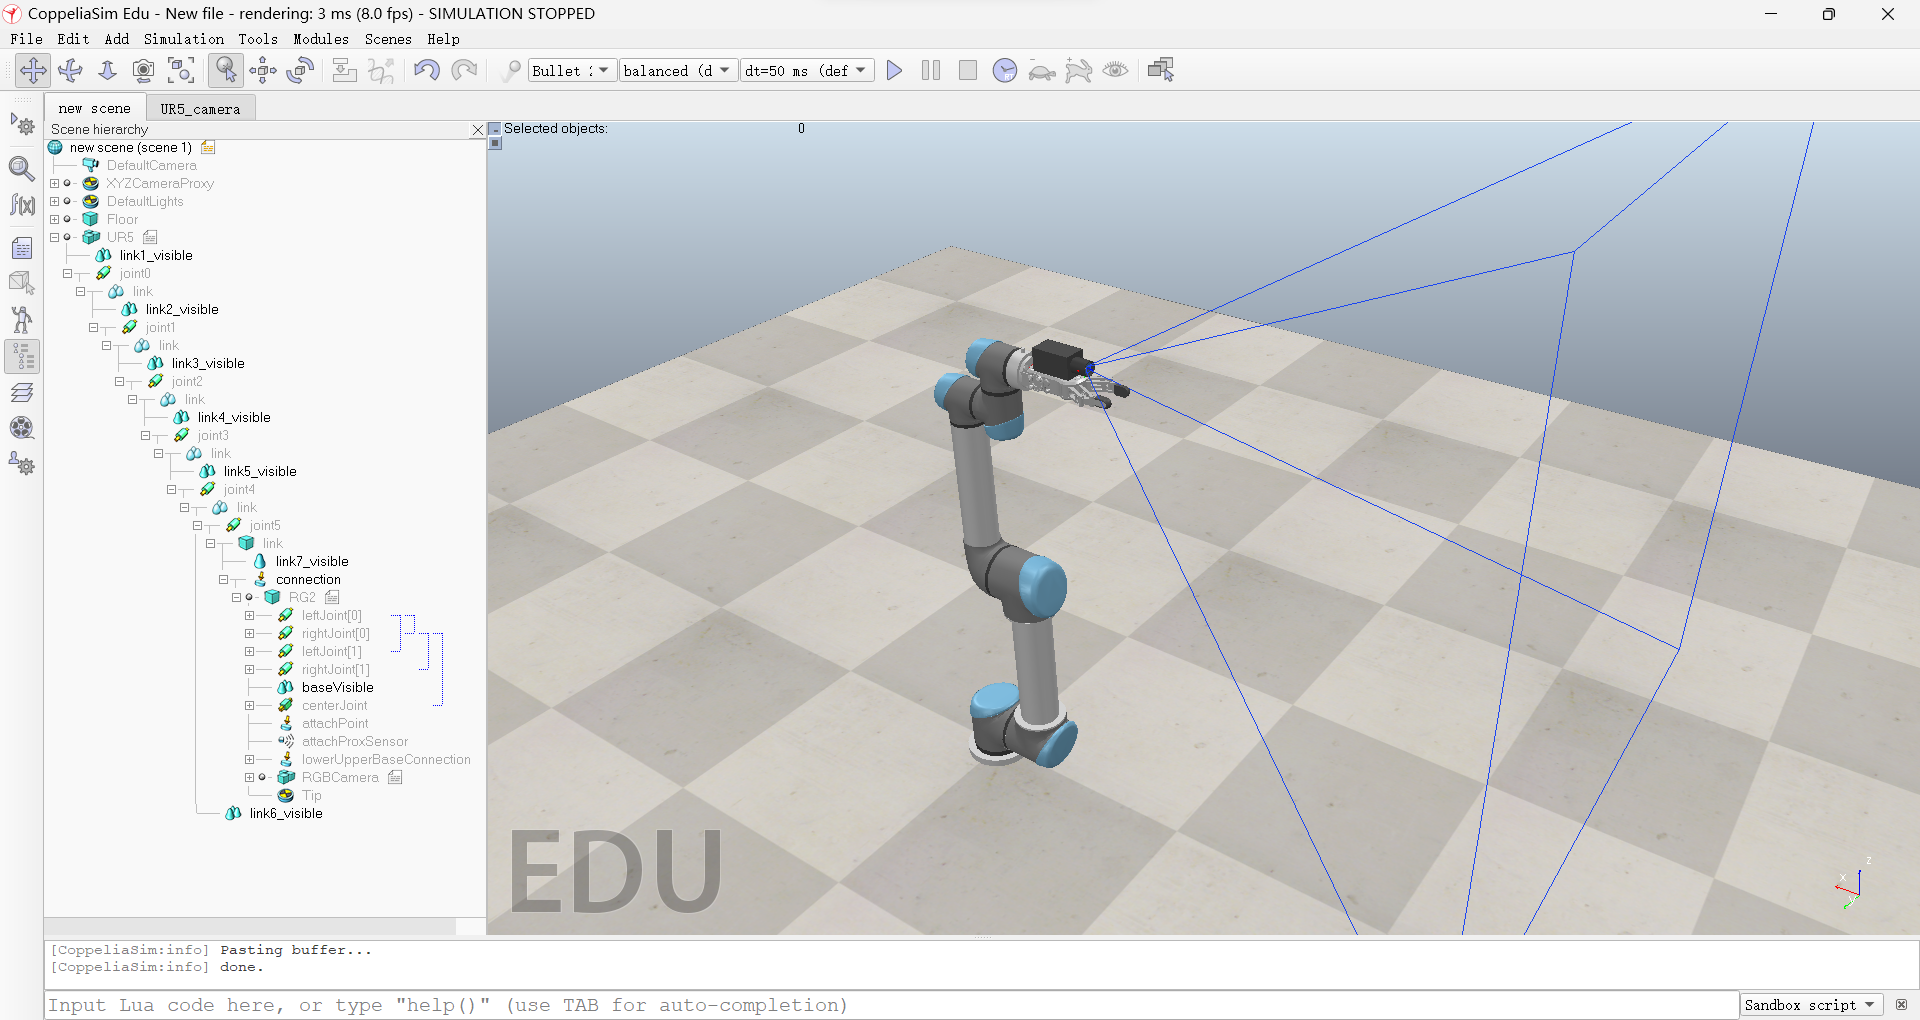 CoppeliaSim Edu - New file - rendering: 3 ms (8.0 fps) - SIMULATION STOPPED
File Edit Add Simulation Tools Modules Scenes Help
Bullet balanced (d dt=50 ms (def
new scene UR5_camera
Scene hierarchy
Selected objects: 0
new scene (scene 1)
DefaultCamera
XYZCameraProxy
DefaultLights
Floor
UR5
link1_visible
joint0
link
link2_visible
joint1
link
link3_visible
joint2
link
link4_visible
joint3
link
link5_visible
joint4
link
joint5
link
link7_visible
connection
RG2
leftJoint[0]
rightJoint[0]
leftJoint[1]
rightJoint[1]
baseVisible
centerJoint
attachPoint
attachProxSensor
lowerUpperBaseConnection
RGBCamera
Tip
link6_visible
EDU
z
x
y
[CoppeliaSim:info] Pasting buffer...
[CoppeliaSim:info] done.
Input Lua code here, or type "help()" (use TAB for auto-completion)
Sandbox script